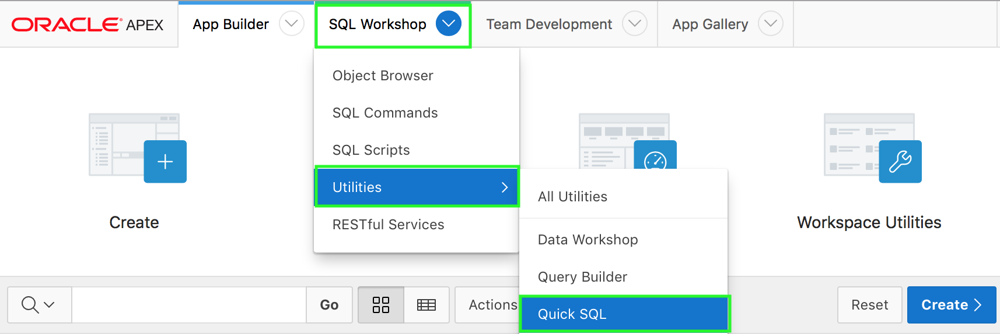 ORACLE® APEX
App Builder
SQL Workshop
Team Development
App Gallery
Object Browser
SQL Commands
SQL Scripts
Utilities
RESTful Services
All Utilities
Data Workshop
Query Builder
Quick SQL
Create
Workspace Utilities
Go
Actions
Reset
Create